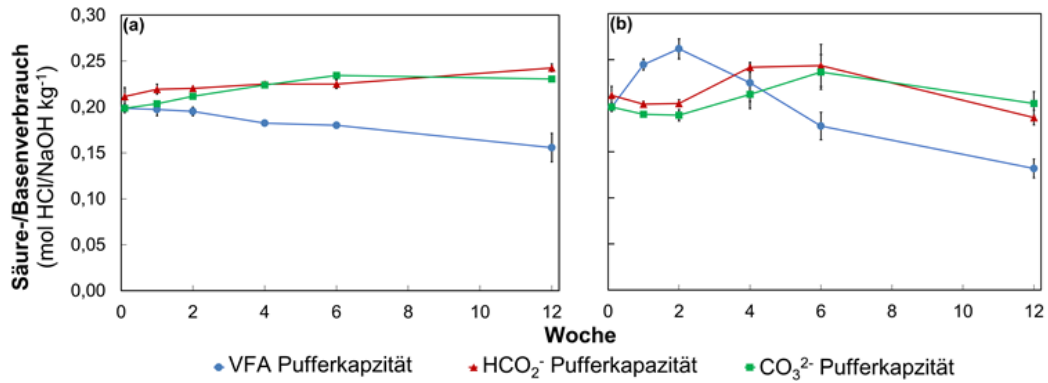 (a)
(b)
Säure-/Basenverbrauch
(mol HCl/NaOH kg⁻¹)
0,30
0,25
0,20
0,15
0,10
0,05
0,00
0 2 4 6 8 10 12
0 2 4 6 8 10 12
Woche
VFA Pufferkapzität HCO₂⁻ Pufferkapazität CO₃²⁻ Pufferkapzität